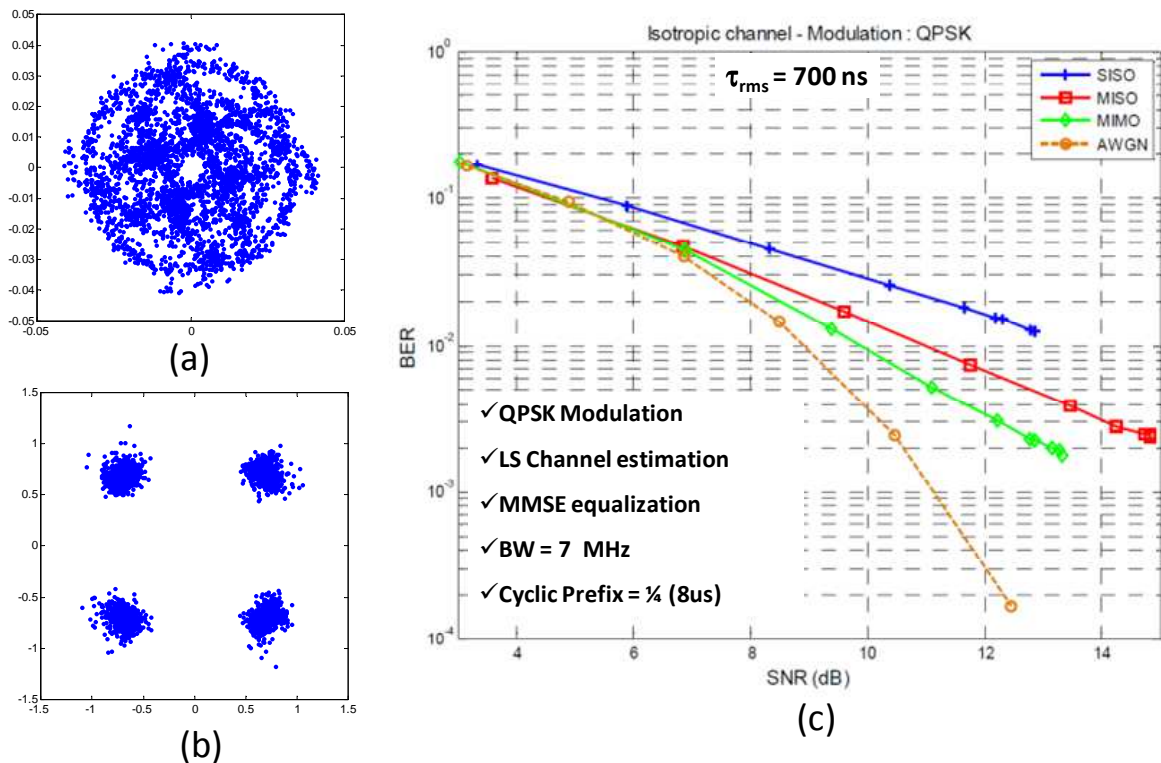 0.05
0.04
0.03
0.02
0.01
0
-0.01
-0.02
-0.03
-0.04
-0.05
-0.05 0 0.05
(a)
1.5
1
0.5
0
-0.5
-1
-1.5
-1.5 -1 -0.5 0 0.5 1 1.5
(b)
Isotropic channel - Modulation : QPSK
τrms = 700 ns
SISO
MISO
MIMO
AWGN
10^0
10^-1
10^-2
10^-3
10^-4
BER
✓QPSK Modulation
✓LS Channel estimation
✓MMSE equalization
✓BW = 7 MHz
✓Cyclic Prefix = ¼ (8us)
4 6 8 10 12 14
SNR (dB)
(c)